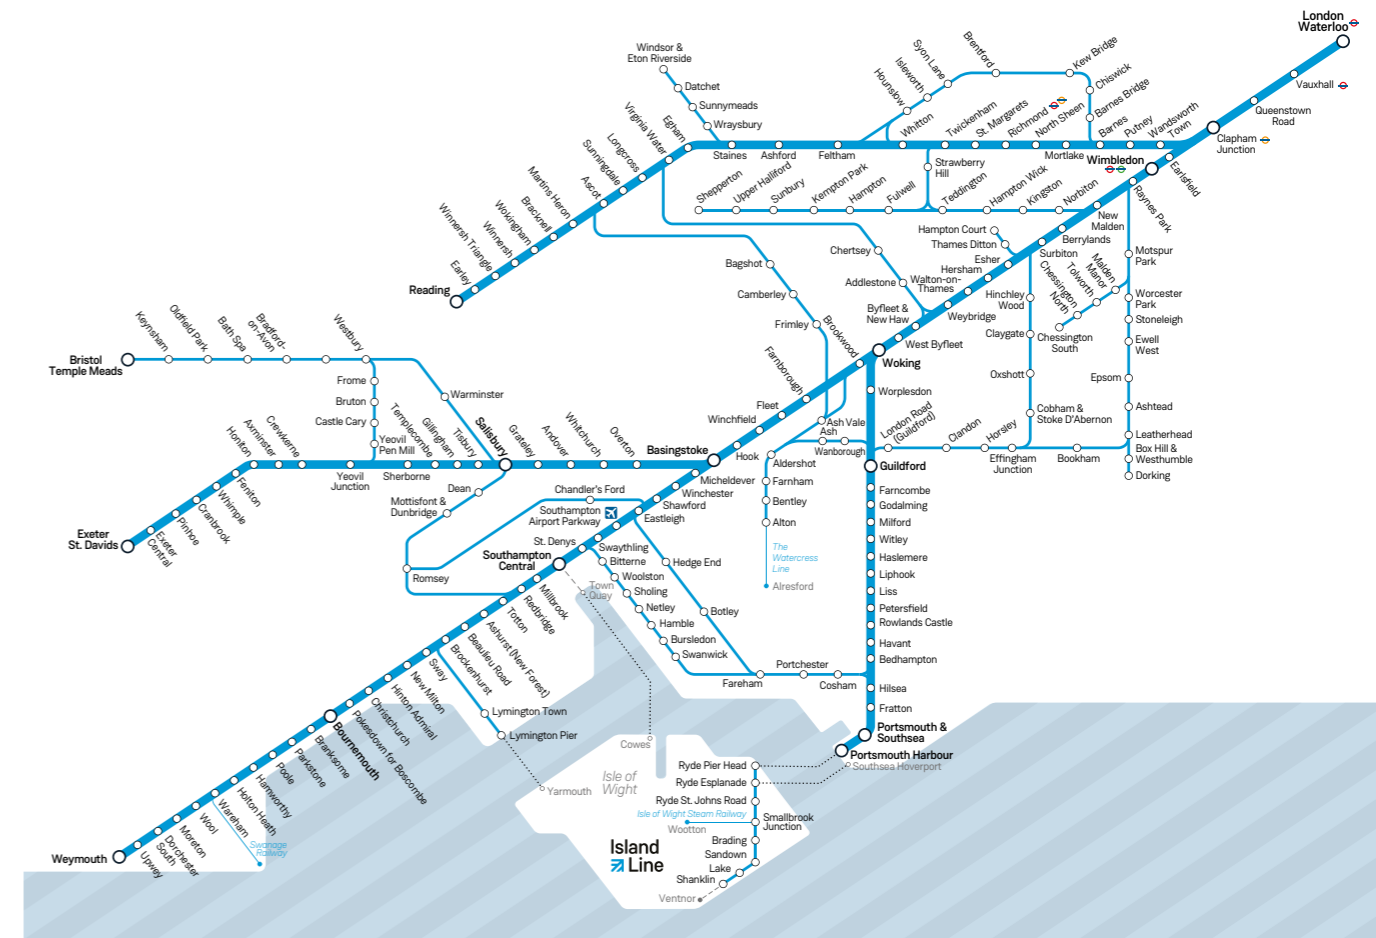 London
Waterloo
Vauxhall
Queenstown
Road
Clapham
Junction
Wandsworth
Town
Putney
Barnes
Barnes Bridge
Chiswick
Kew Bridge
Brentford
Syon Lane
Isleworth
Hounslow
Mortlake
North Sheen
Richmond
St. Margarets
Twickenham
Whitton
Feltham
Ashford
Staines
Windsor &
Eton Riverside
Datchet
Sunnymeads
Wraysbury
Egham
Virginia Water
Longcross
Sunningdale
Ascot
Martins Heron
Bracknell
Wokingham
Winnersh
Winnersh Triangle
Earley
Reading
Strawberry
Hill
Shepperton
Upper Halliford
Sunbury
Kempton Park
Hampton
Fulwell
Teddington
Hampton Wick
Kingston
Norbiton
Wimbledon
Earlsfield
Raynes Park
New
Malden
Berrylands
Surbiton
Hampton Court
Thames Ditton
Esher
Hersham
Walton-on-
Thames
Weybridge
Byfleet &
New Haw
West Byfleet
Woking
Chertsey
Addlestone
Motspur
Park
Malden
Manor
Tolworth
Chessington
North
Chessington
South
Worcester
Park
Stoneleigh
Ewell
West
Epsom
Ashtead
Leatherhead
Box Hill &
Westhumble
Dorking
Hinchley
Wood
Claygate
Oxshott
Cobham &
Stoke D'Abernon
Bookham
Effingham
Junction
Horsley
Clandon
London Road
(Guildford)
Worplesdon
Guildford
Bagshot
Camberley
Frimley
Brookwood
Farnborough
Fleet
Winchfield
Hook
Basingstoke
Ash Vale
Ash
Wanborough
Aldershot
Farnham
Bentley
Alton
The
Watercress
Line
Alresford
Farncombe
Godalming
Milford
Witley
Haslemere
Liphook
Liss
Petersfield
Rowlands Castle
Havant
Bedhampton
Hilsea
Fratton
Portsmouth &
Southsea
Portsmouth Harbour
Southsea Hoverport
Bristol
Temple Meads
Keynsham
Oldfield Park
Bath Spa
Bradford-
on-Avon
Westbury
Warminster
Frome
Bruton
Castle Cary
Yeovil
Pen Mill
Exeter
St. Davids
Exeter
Central
Pinhoe
Cranbrook
Whimple
Feniton
Honiton
Axminster
Crewkerne
Yeovil
Junction
Sherborne
Templecombe
Gillingham
Tisbury
Salisbury
Grateley
Andover
Whitchurch
Overton
Dean
Mottisfont &
Dunbridge
Romsey
Chandler's Ford
Micheldever
Winchester
Shawford
Eastleigh
Southampton
Airport Parkway
Swaythling
St. Denys
Southampton
Central
Town
Quay
Bitterne
Woolston
Sholing
Netley
Hamble
Bursledon
Swanwick
Hedge End
Botley
Fareham
Portchester
Cosham
Millbrook
Redbridge
Totton
Ashurst (New Forest)
Beaulieu Road
Brockenhurst
Sway
New Milton
Hinton Admiral
Christchurch
Pokesdown for Boscombe
Bournemouth
Branksome
Parkstone
Poole
Hamworthy
Holton Heath
Wareham
Swanage
Railway
Wool
Moreton
Dorchester
South
Upwey
Weymouth
Lymington Town
Lymington Pier
Yarmouth
Cowes
Isle of
Wight
Ryde Pier Head
Ryde Esplanade
Ryde St. Johns Road
Isle of Wight Steam Railway
Wootton
Smallbrook
Junction
Brading
Sandown
Lake
Shanklin
Ventnor
Island
Line